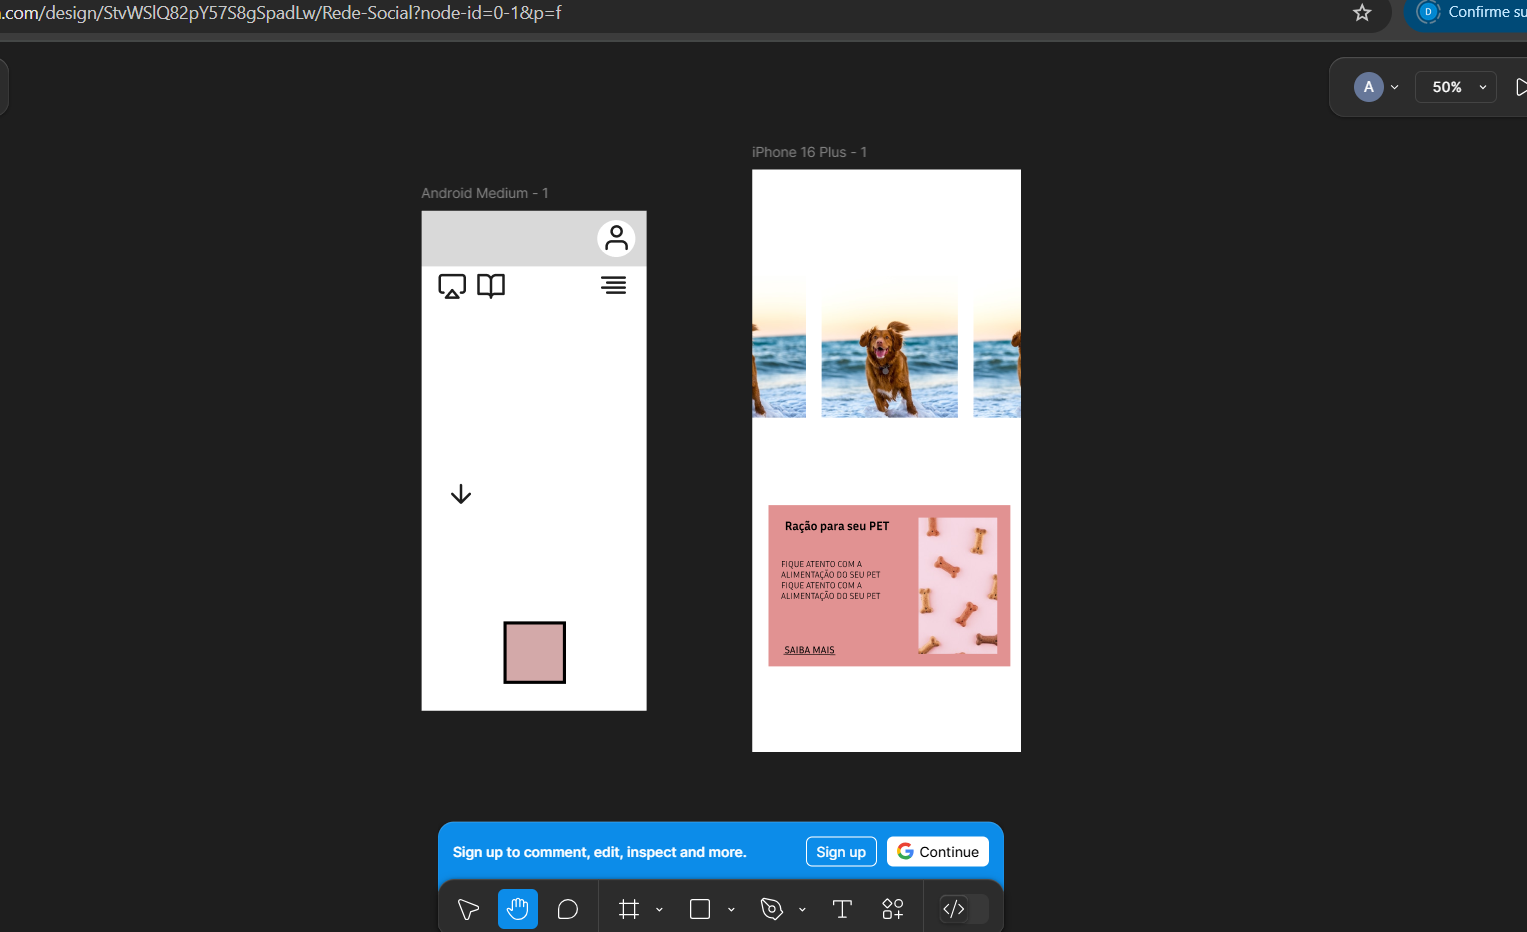 .com/design/StvWSlQ82pY57S8gSpadLw/Rede-Social?node-id=0-1&p=f
D
Confirme su
A
50%
iPhone 16 Plus - 1
Android Medium - 1
Ração para seu PET
FIQUE ATENTO COM A
ALIMENTAÇÃO DO SEU PET
FIQUE ATENTO COM A
ALIMENTAÇÃO DO SEU PET
SAIBA MAIS
Sign up to comment, edit, inspect and more.
Sign up
Continue